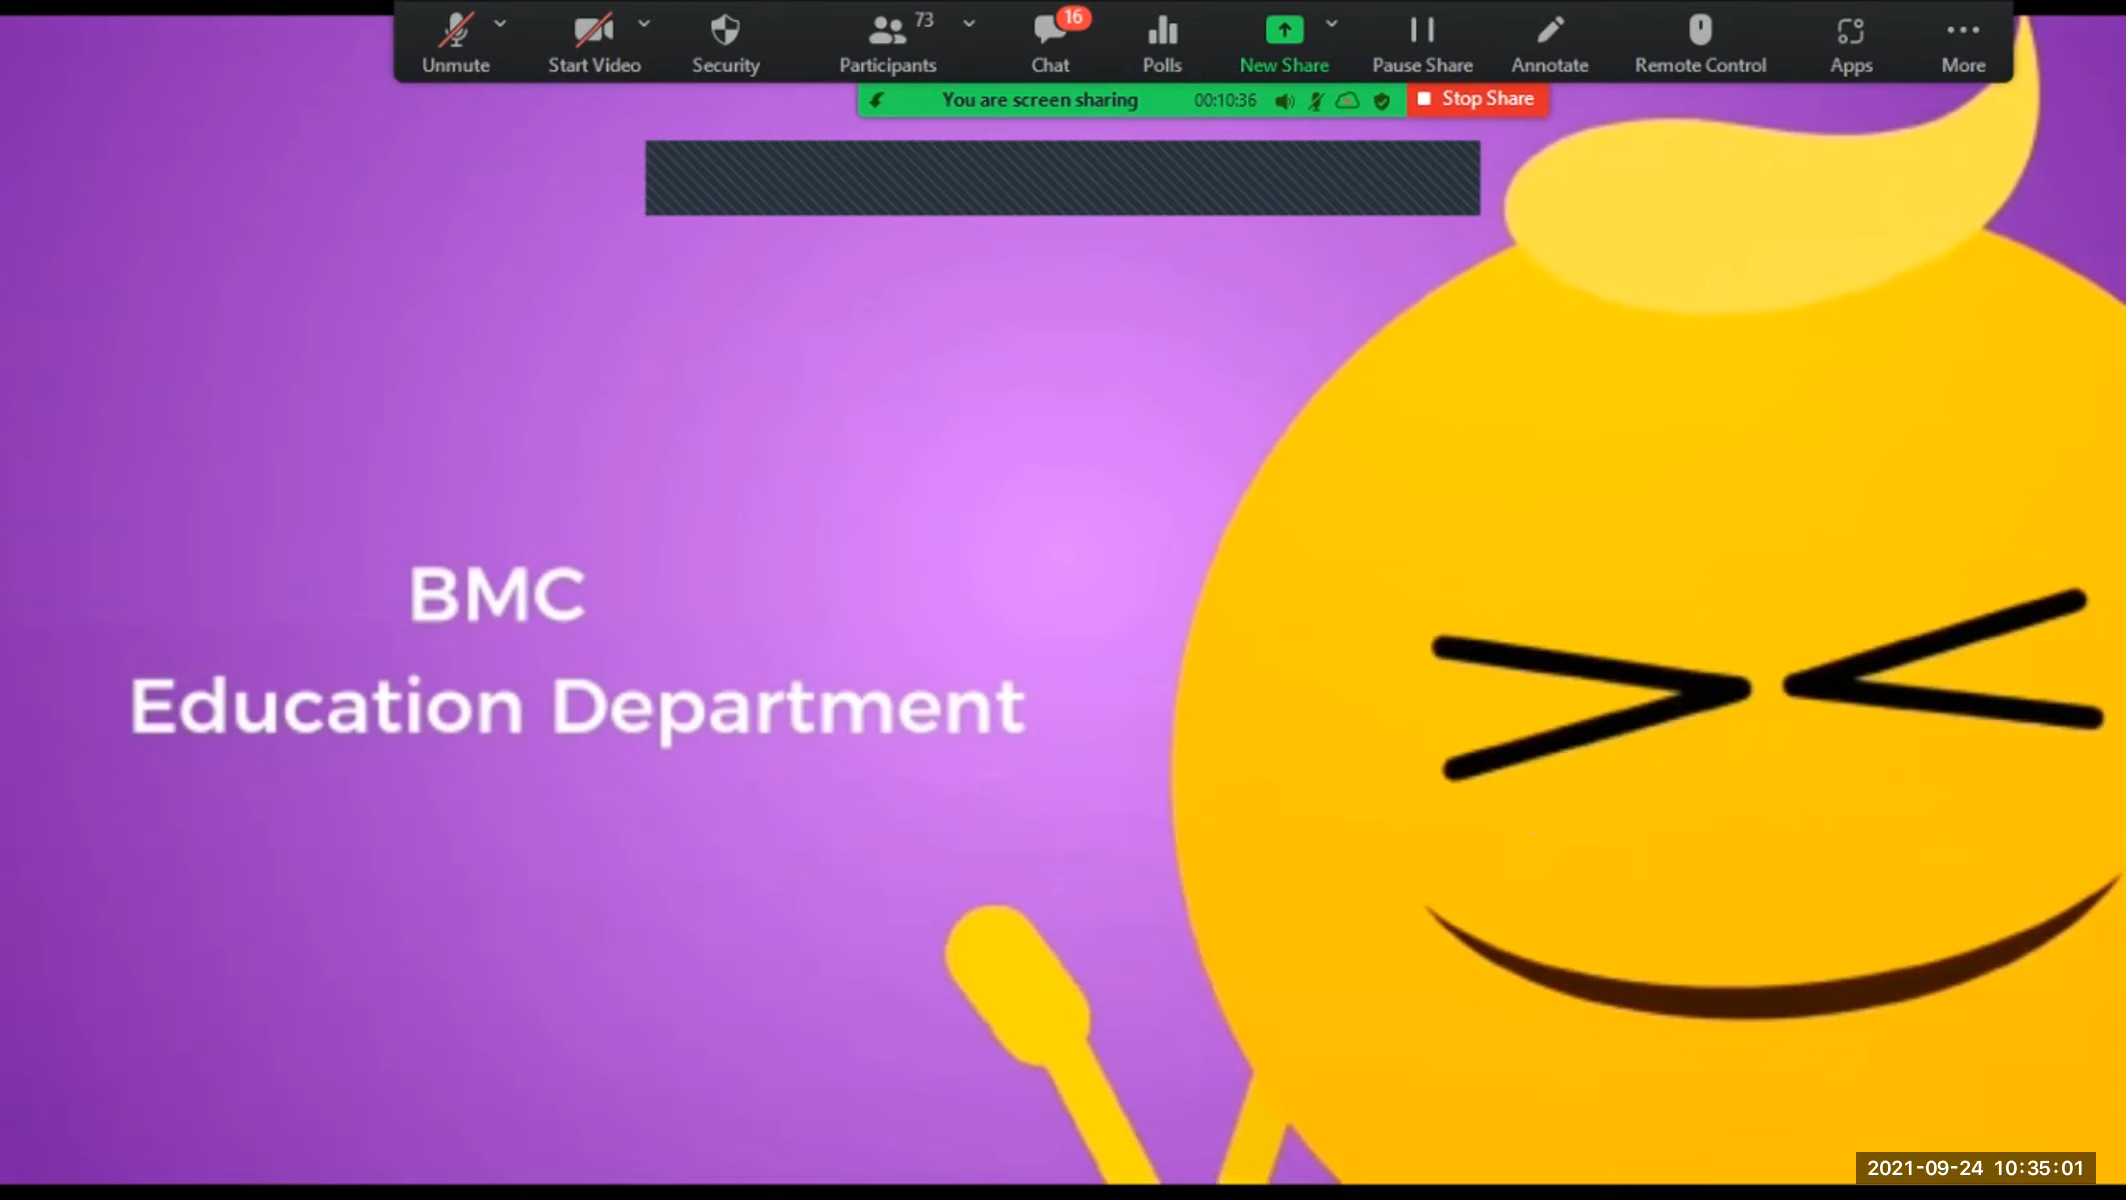 Unmute
Start Video
Security
Participants 73
Chat 16
Polls
New Share
Pause Share
Annotate
Remote Control
Apps
More
You are screen sharing 00:10:36 Stop Share
BMC
Education Department
2021-09-24 10:35:01